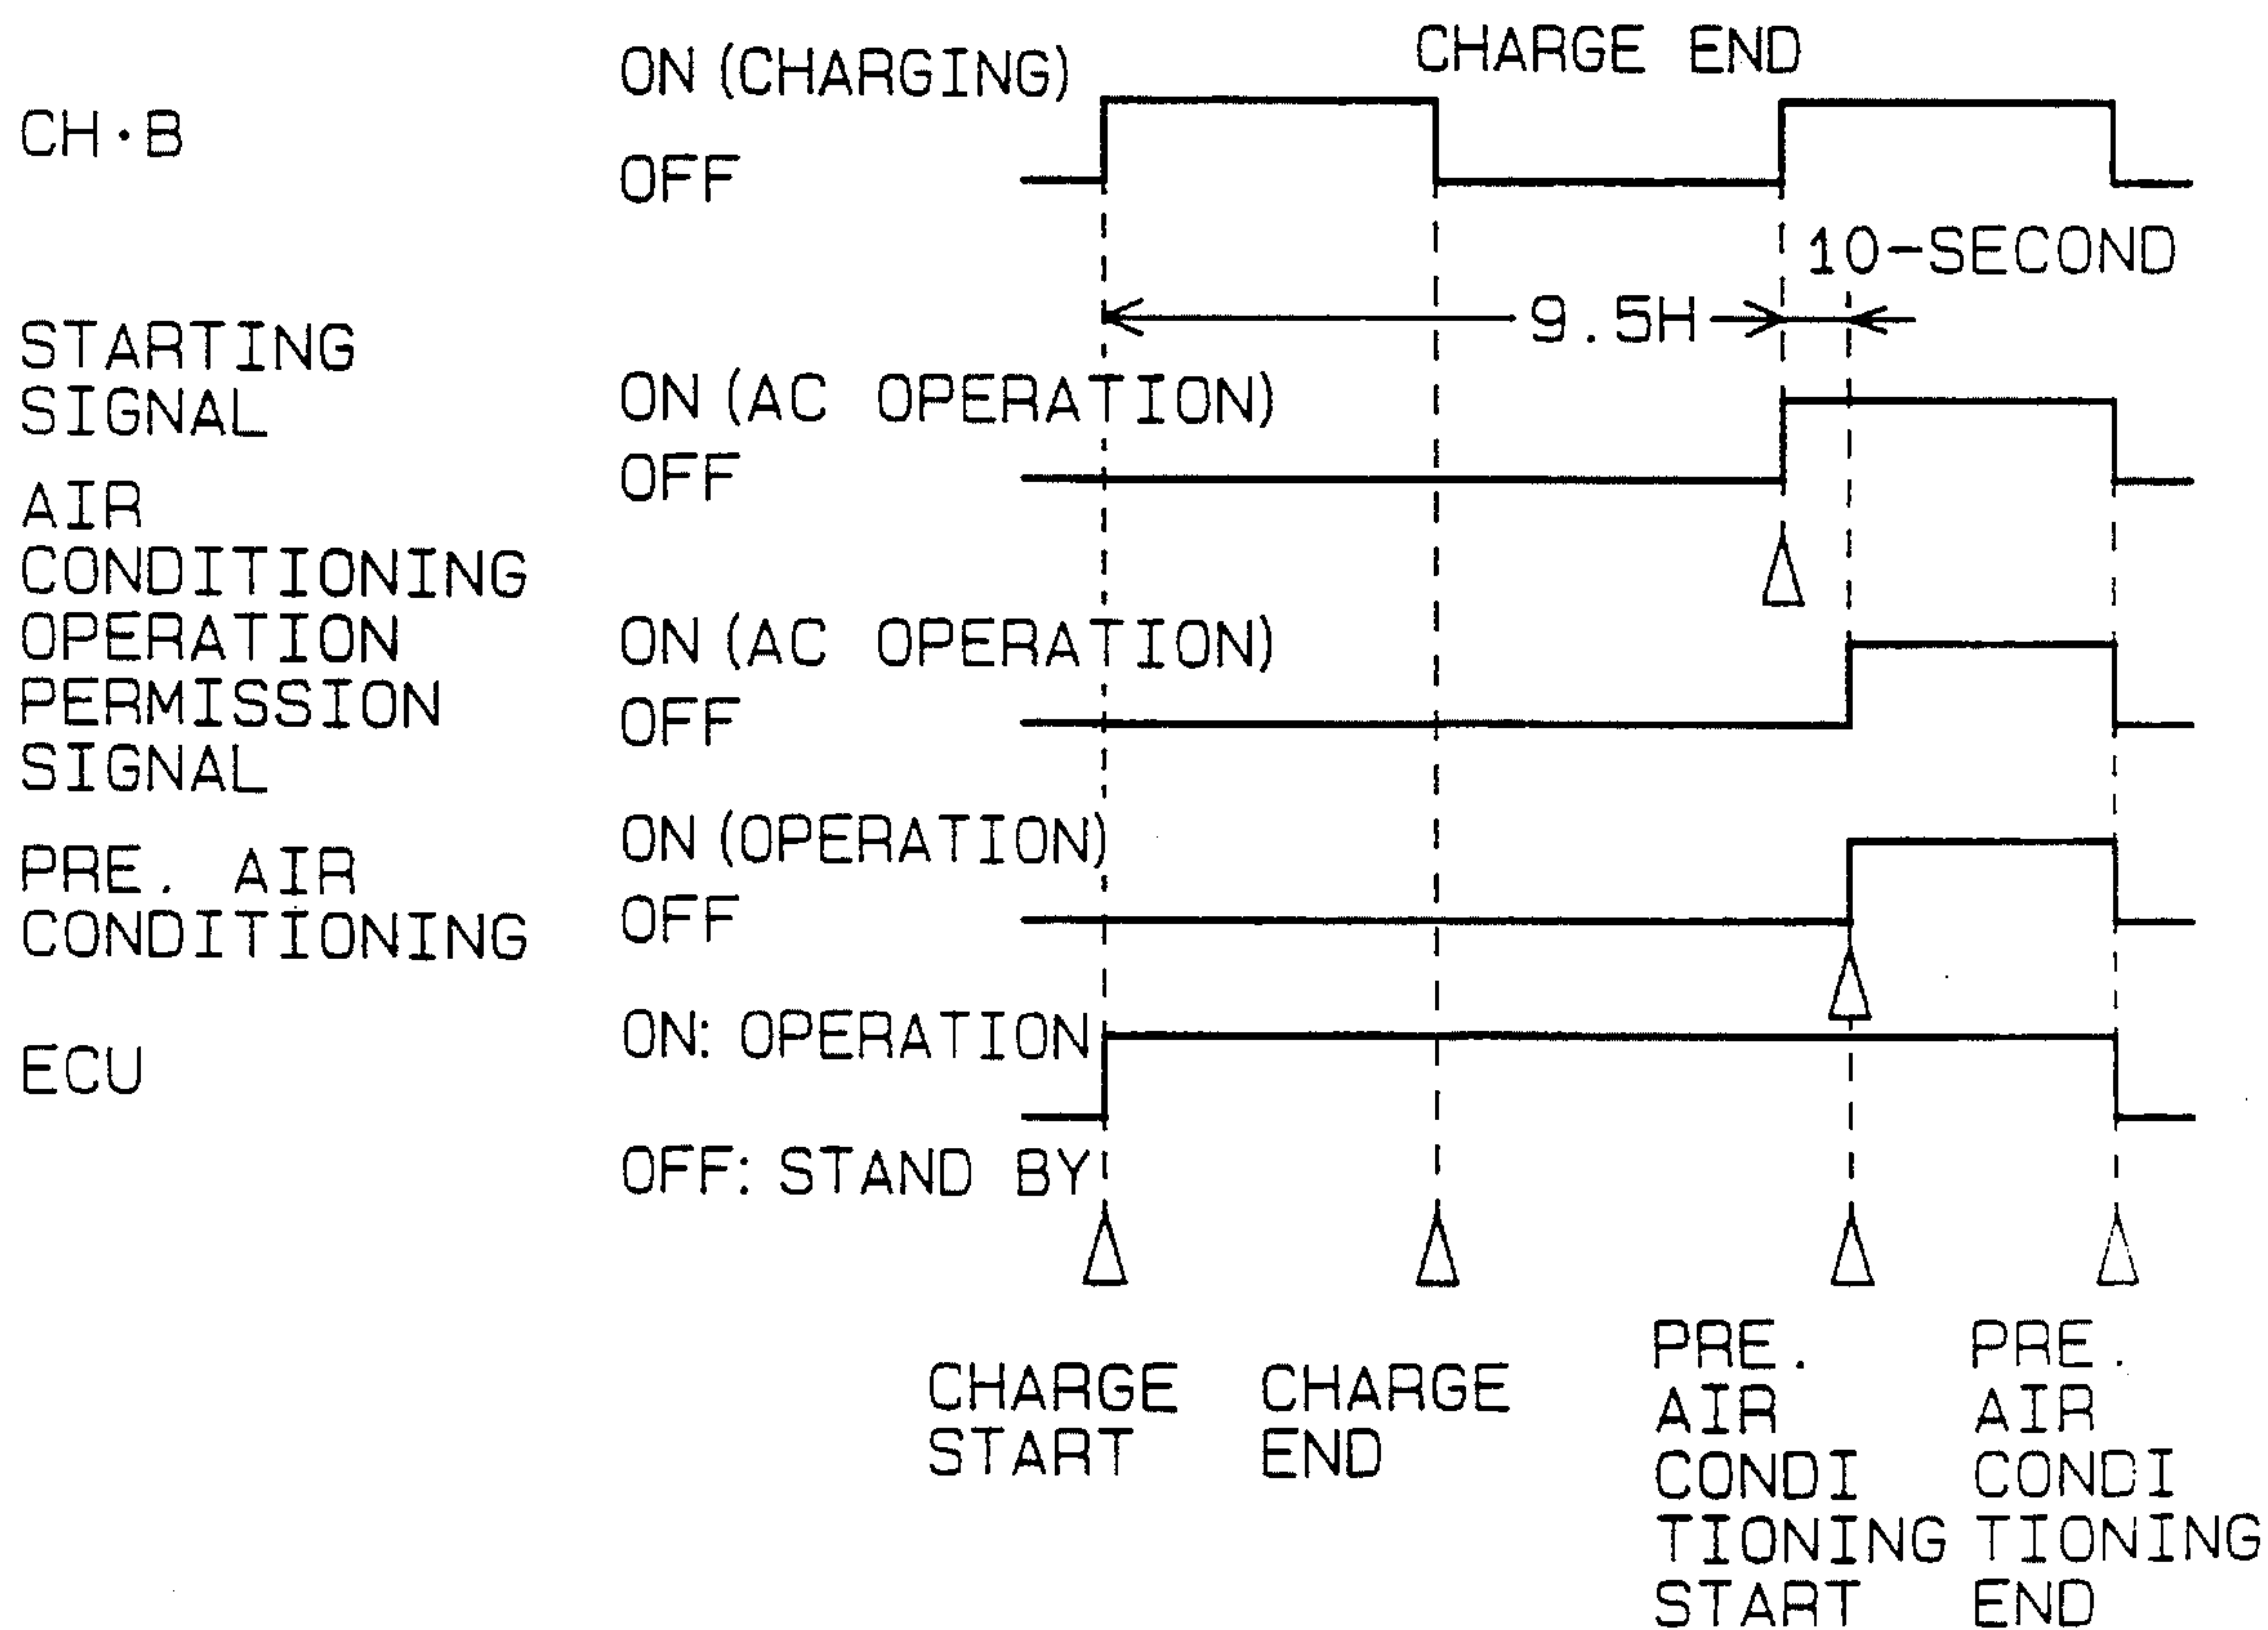 CHARGE END
ON (CHARGING)
CH·B
OFF
10-SECOND
9.5H
STARTING
SIGNAL
ON (AC OPERATION)
OFF
AIR
CONDITIONING
OPERATION
PERMISSION
SIGNAL
ON (AC OPERATION)
OFF
PRE. AIR
CONDITIONING
ON (OPERATION)
OFF
ECU
ON: OPERATION
OFF: STAND BY
CHARGE
START
CHARGE
END
PRE.
AIR
CONDI
TIONING
START
PRE.
AIR
CONDI
TIONING
END